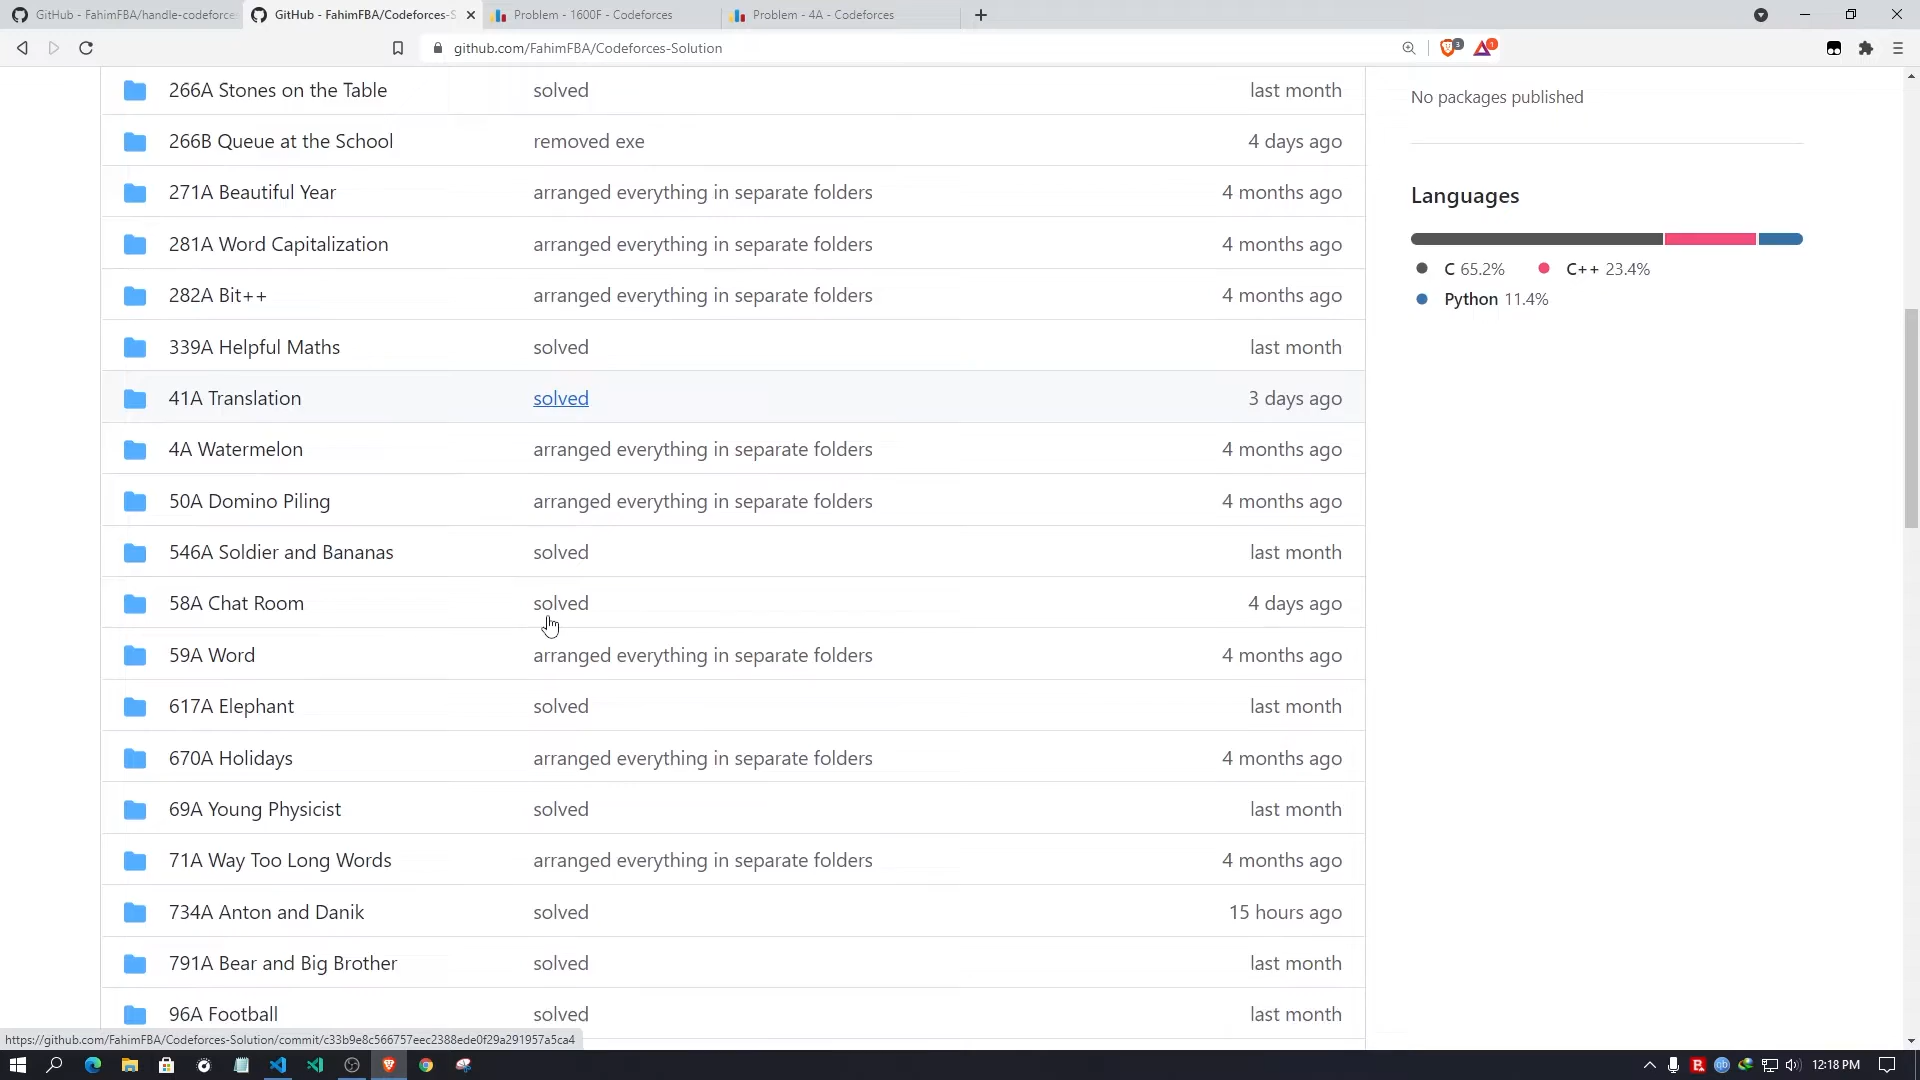 GitHub - FahimFBA/handle-codeforce
GitHub - FahimFBA/Codeforces-S
Problem - 1600F - Codeforces
Problem - 4A - Codeforces
github.com/FahimFBA/Codeforces-Solution
3
1
266A Stones on the Table solved last month
266B Queue at the School removed exe 4 days ago
271A Beautiful Year arranged everything in separate folders 4 months ago
281A Word Capitalization arranged everything in separate folders 4 months ago
282A Bit++ arranged everything in separate folders 4 months ago
339A Helpful Maths solved last month
41A Translation solved 3 days ago
4A Watermelon arranged everything in separate folders 4 months ago
50A Domino Piling arranged everything in separate folders 4 months ago
546A Soldier and Bananas solved last month
58A Chat Room solved 4 days ago
59A Word arranged everything in separate folders 4 months ago
617A Elephant solved last month
670A Holidays arranged everything in separate folders 4 months ago
69A Young Physicist solved last month
71A Way Too Long Words arranged everything in separate folders 4 months ago
734A Anton and Danik solved 15 hours ago
791A Bear and Big Brother solved last month
96A Football solved last month
No packages published
Languages
C 65.2% C++ 23.4%
Python 11.4%
https://github.com/FahimFBA/Codeforces-Solution/commit/c33b9e8c566757eec2388ede0f29a291957a5ca4
12:18 PM